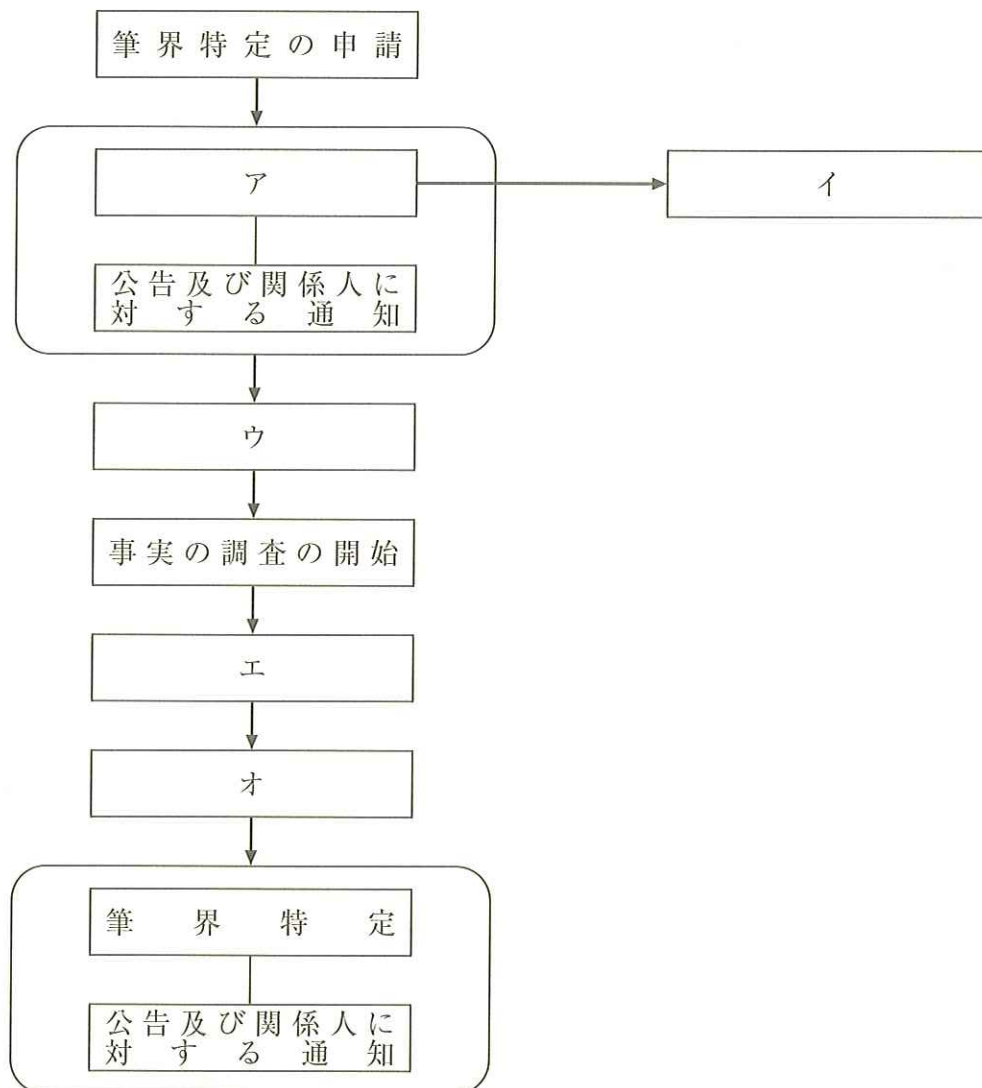 筆界特定の申請
ア
イ
公告及び関係人に
対する通知
ウ
事実の調査の開始
エ
オ
筆界特定
公告及び関係人に
対する通知